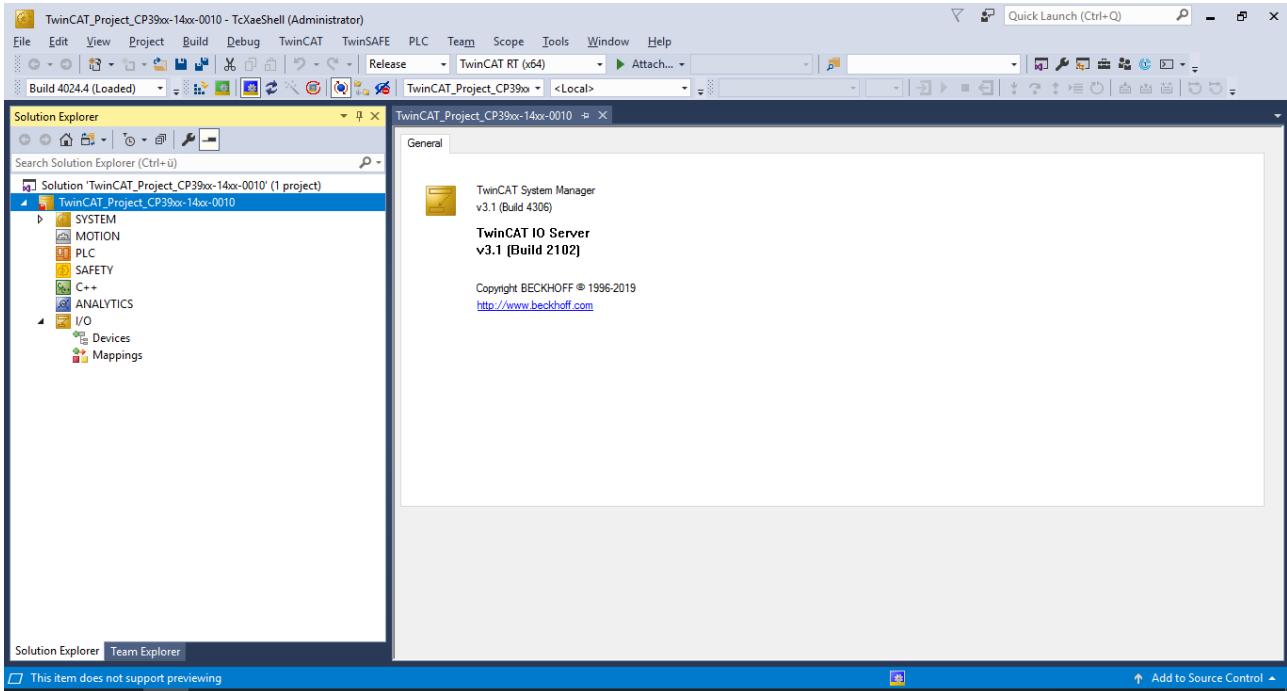 TwinCAT_Project_CP39xx-14xx-0010 - TcXaeShell (Administrator)
Quick Launch (Ctrl+Q)
File Edit View Project Build Debug TwinCAT TwinSAFE PLC Team Scope Tools Window Help
Release TwinCAT RT (x64) Attach...
Build 4024.4 (Loaded) TwinCAT_Project_CP39xx <Local>
Solution Explorer
Search Solution Explorer (Ctrl+ü)
Solution 'TwinCAT_Project_CP39xx-14xx-0010' (1 project)
TwinCAT_Project_CP39xx-14xx-0010
SYSTEM
MOTION
PLC
SAFETY
C++
ANALYTICS
I/O
Devices
Mappings
Solution Explorer Team Explorer
TwinCAT_Project_CP39xx-14xx-0010
General
TwinCAT System Manager
v3.1 (Build 4306)
TwinCAT IO Server
v3.1 (Build 2102)
Copyright BECKHOFF © 1996-2019
http://www.beckhoff.com
This item does not support previewing
Add to Source Control